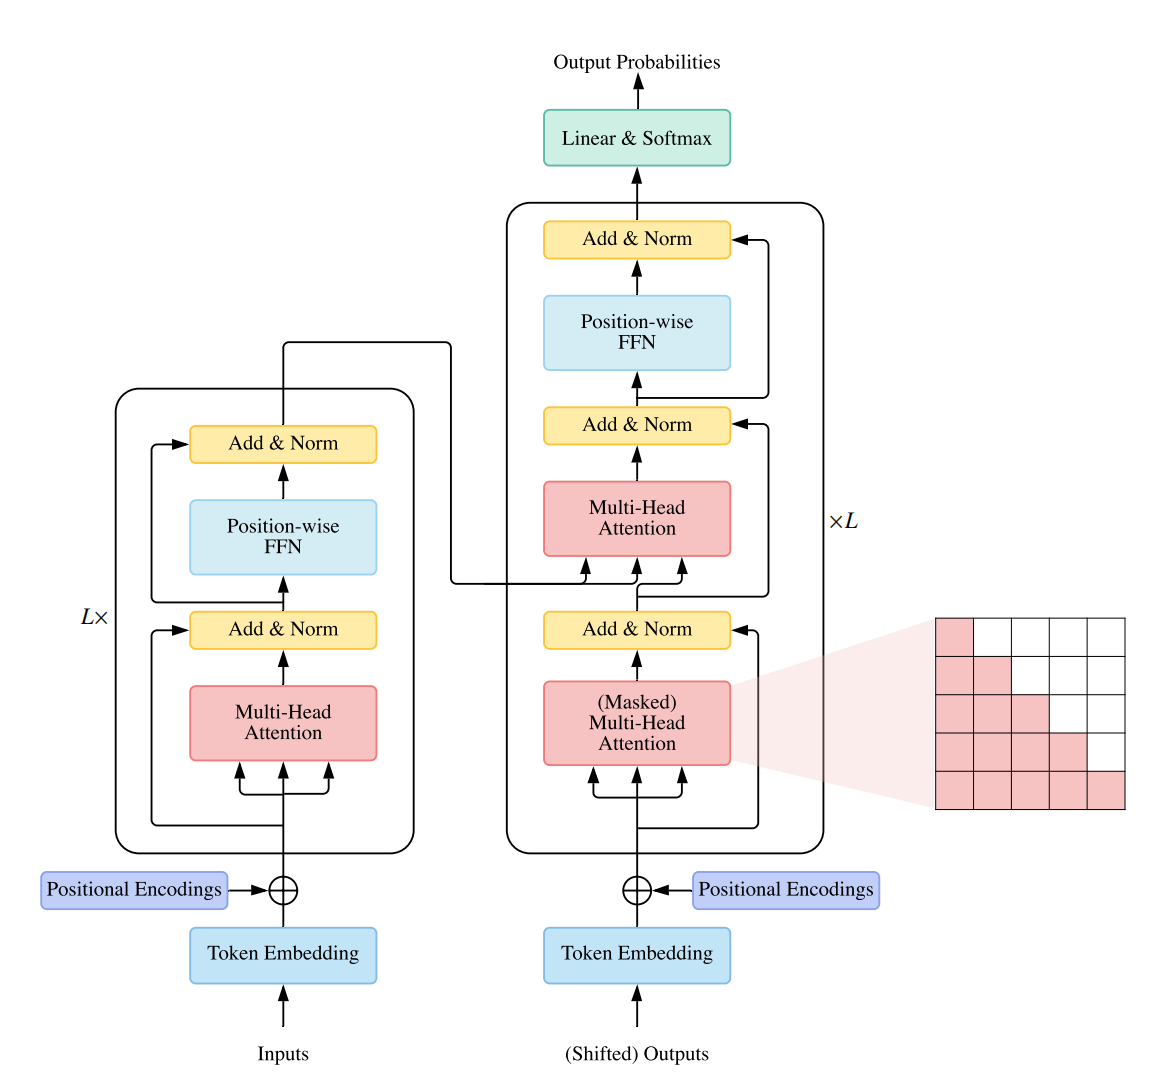 Output Probabilities
Linear & Softmax
Add & Norm
Position-wise
FFN
Add & Norm
Multi-Head
Attention
×L
Add & Norm
(Masked)
Multi-Head
Attention
Positional Encodings
Token Embedding
(Shifted) Outputs
Add & Norm
Position-wise
FFN
L×
Add & Norm
Multi-Head
Attention
Positional Encodings
Token Embedding
Inputs